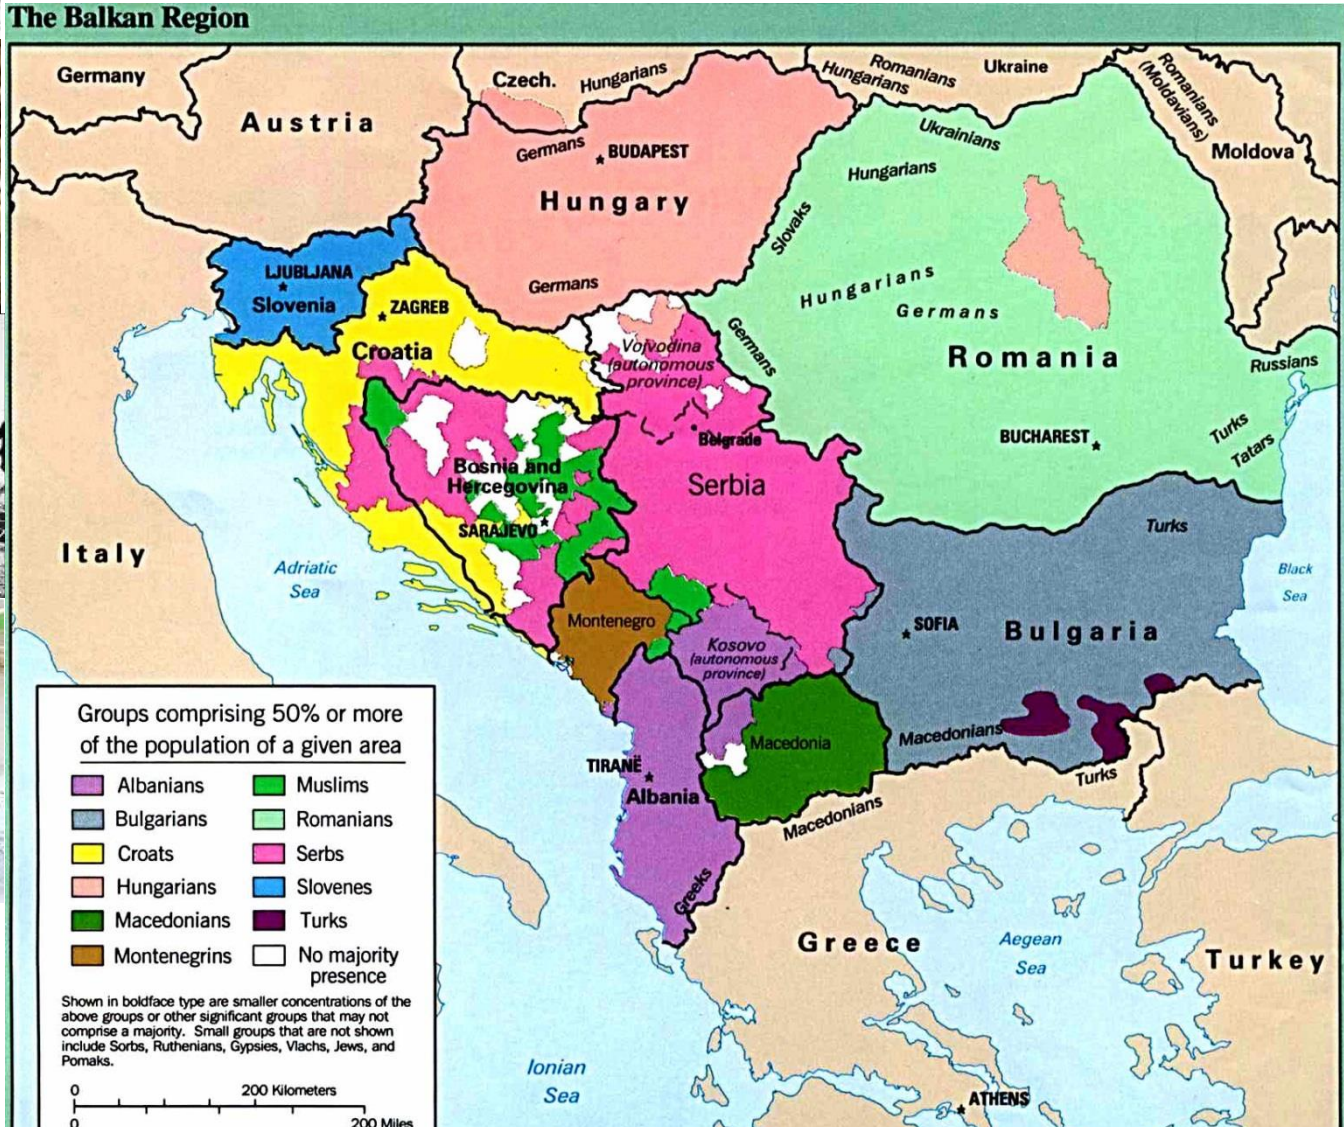 The Balkan Region
Germany
Austria
Czech.
Hungarians
Hungarians
Romanians
Ukraine
Romanians
(Moldavians)
Moldova
Germans
BUDAPEST
Hungary
Ukrainians
Hungarians
Slovaks
Germans
LJUBLJANA
Slovenia
ZAGREB
Croatia
Vojvodina
(autonomous
province)
Hungarians
Germans
Germans
Romania
Russians
BUCHAREST
Turks
Tatars
Belgrade
Serbia
Bosnia and
Hercegovina
SARAJEVO
Italy
Adriatic
Sea
Turks
Black
Sea
Montenegro
Kosovo
(autonomous
province)
SOFIA
Bulgaria
Macedonians
Macedonia
TIRANË
Albania
Turks
Macedonians
Greeks
Greece
Aegean
Sea
Turkey
Ionian
Sea
ATHENS
Groups comprising 50% or more
of the population of a given area
Albanians
Muslims
Bulgarians
Romanians
Croats
Serbs
Hungarians
Slovenes
Macedonians
Turks
Montenegrins
No majority
presence
Shown in boldface type are smaller concentrations of the
above groups or other significant groups that may not
comprise a majority. Small groups that are not shown
include Sorbs, Ruthenians, Gypsies, Vlachs, Jews, and
Pomaks.
0 200 Kilometers
0 200 Miles